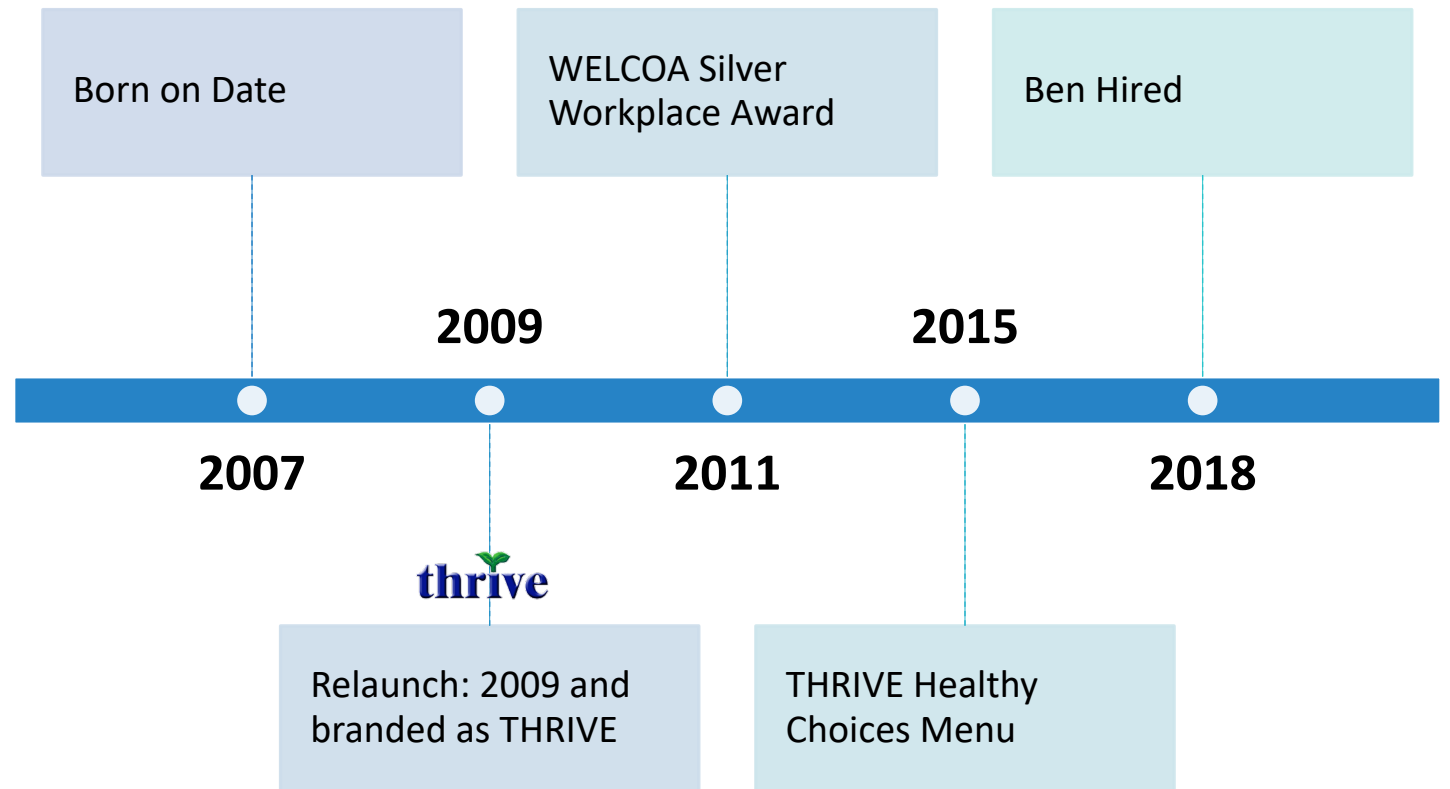 Born on Date
WELCOA Silver
Workplace Award
Ben Hired
2009
2015
2007
2011
2018
thrive
Relaunch: 2009 and
branded as THRIVE
THRIVE Healthy
Choices Menu